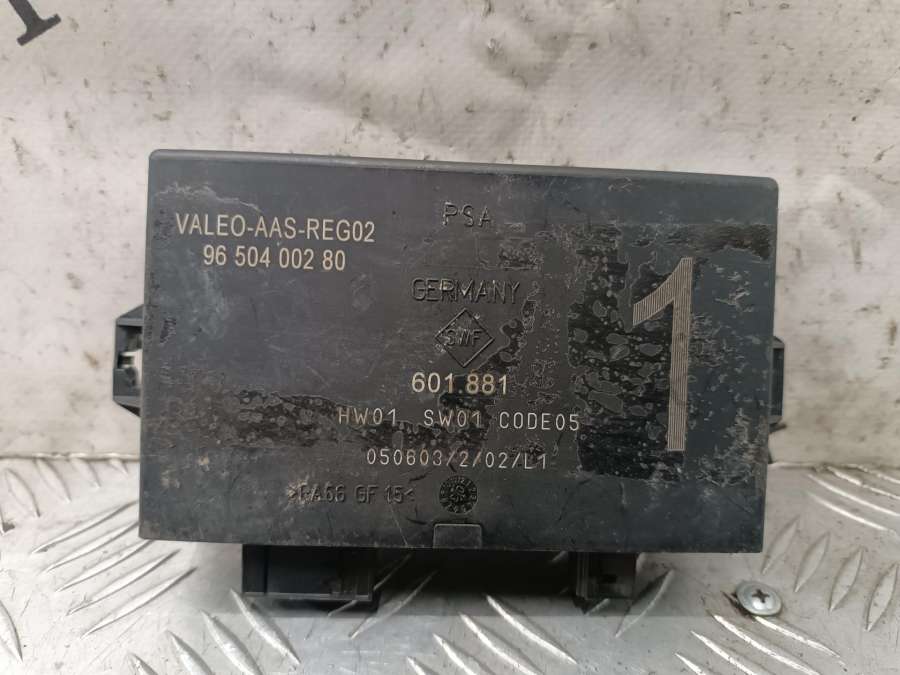 VALEO-AAS-REG02
96 504 002 80
PSA
GERMANY
SWF
601.881
HW01 SW01 CODE05
050603/2/02/L1
>PA66 GF 15<
1